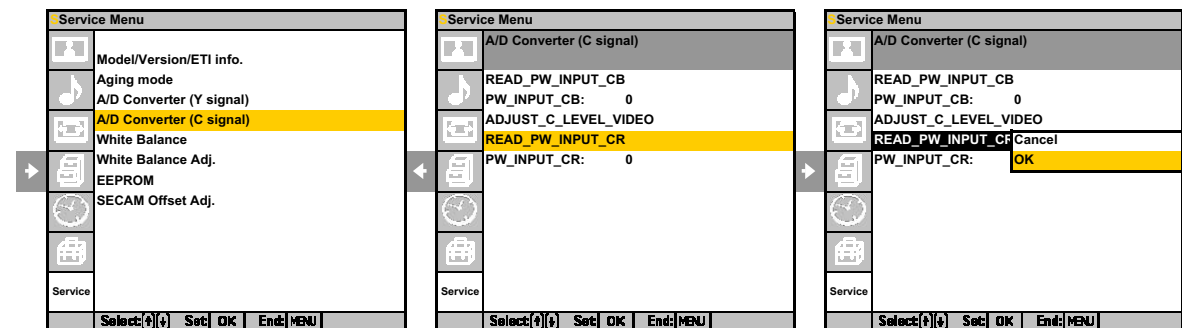 Service Menu
Model/Version/ETI info.
Aging mode
A/D Converter (Y signal)
A/D Converter (C signal)
White Balance
White Balance Adj.
EEPROM
SECAM Offset Adj.
Service
Select:[↑][↓] Set: OK End: MENU
Service Menu
A/D Converter (C signal)
READ_PW_INPUT_CB
PW_INPUT_CB: 0
ADJUST_C_LEVEL_VIDEO
READ_PW_INPUT_CR
PW_INPUT_CR: 0
Service
Select:[↑][↓] Set: OK End: MENU
Service Menu
A/D Converter (C signal)
READ_PW_INPUT_CB
PW_INPUT_CB: 0
ADJUST_C_LEVEL_VIDEO
READ_PW_INPUT_CR Cancel
PW_INPUT_CR: OK
Service
Select:[↑][↓] Set: OK End: MENU